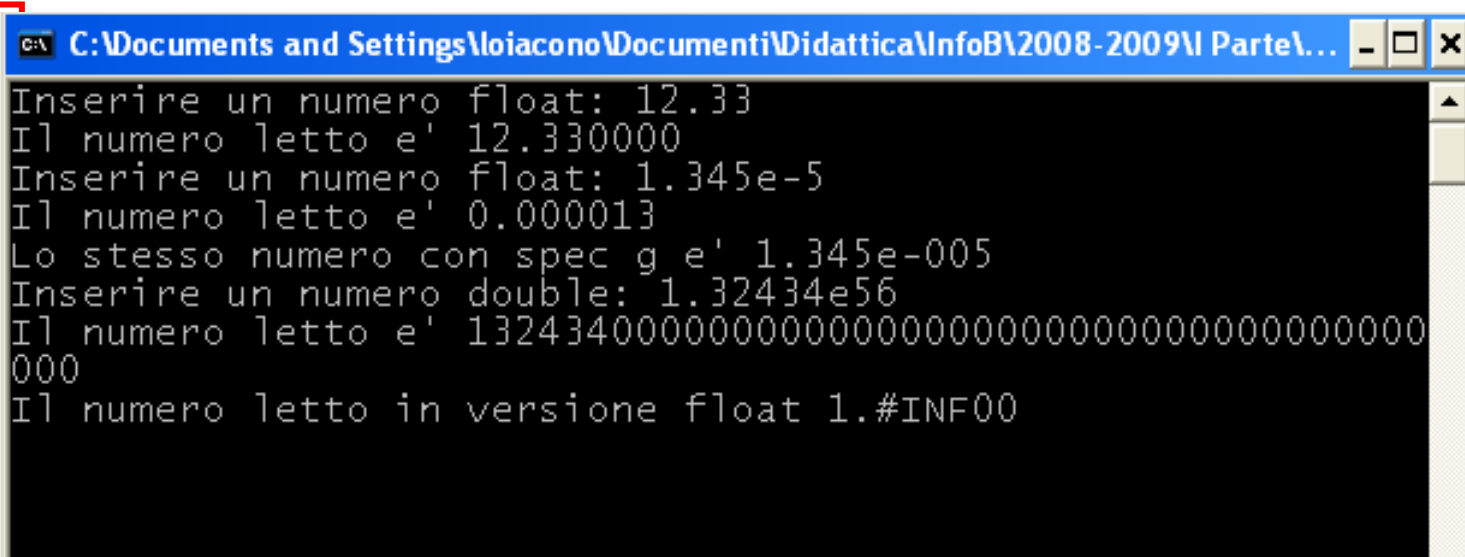 C:\Documents and Settings\loiacono\Documenti\Didattica\InfoB\2008-2009\I Parte\...
Inserire un numero float: 12.33
Il numero letto e' 12.330000
Inserire un numero float: 1.345e-5
Il numero letto e' 0.000013
Lo stesso numero con spec g e' 1.345e-005
Inserire un numero double: 1.32434e56
Il numero letto e' 1324340000000000000000000000000000000000
000
Il numero letto in versione float 1.#INF00